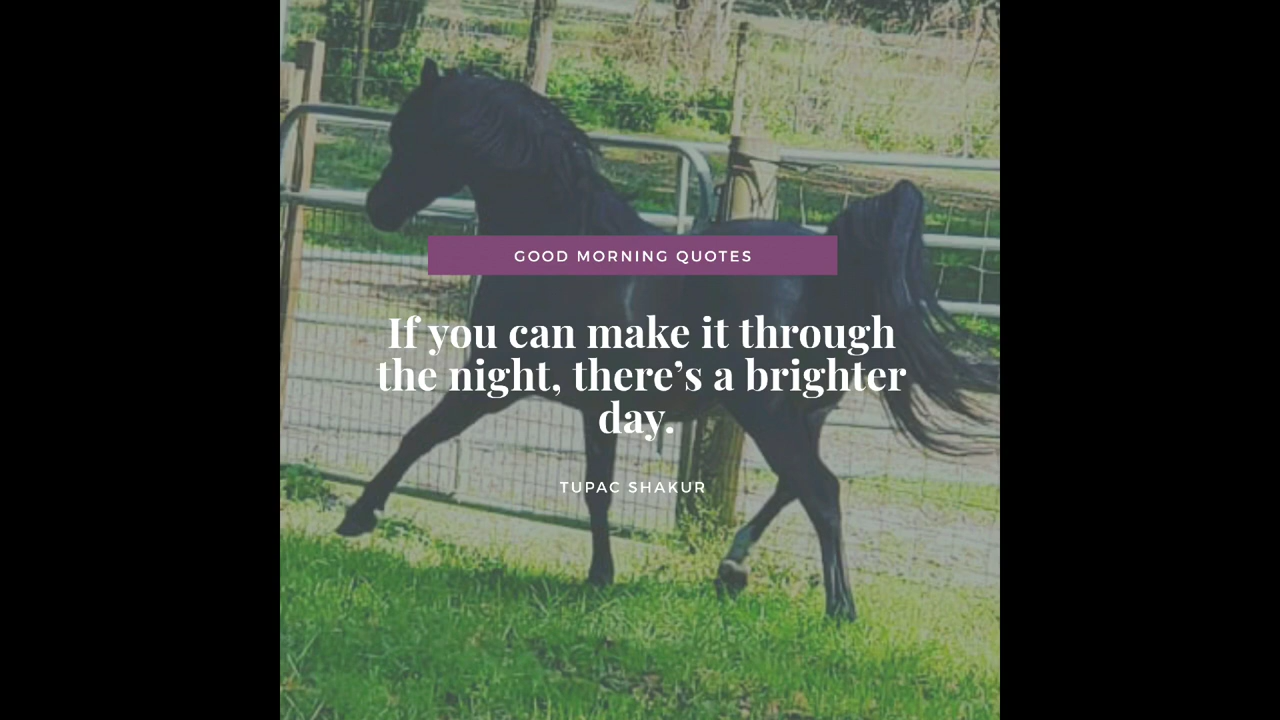 GOOD MORNING QUOTES
If you can make it through
the night, there’s a brighter
day.
TUPAC SHAKUR